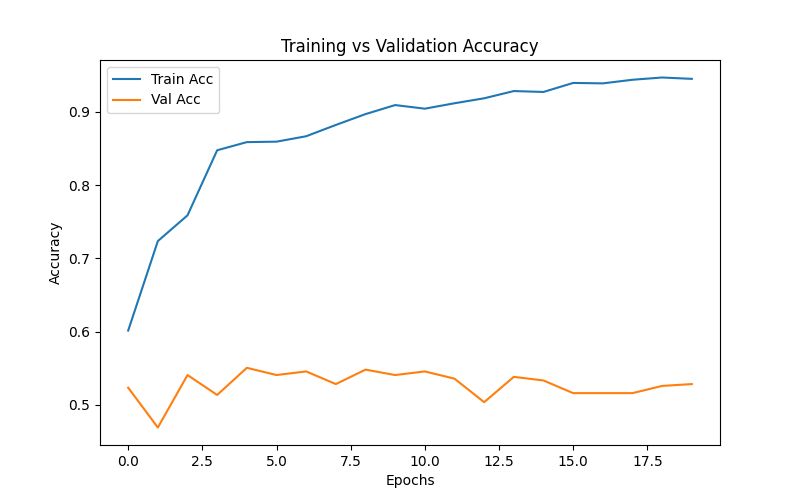 Training vs Validation Accuracy
Train Acc
Val Acc
Accuracy
0.9
0.8
0.7
0.6
0.5
0.0 2.5 5.0 7.5 10.0 12.5 15.0 17.5
Epochs